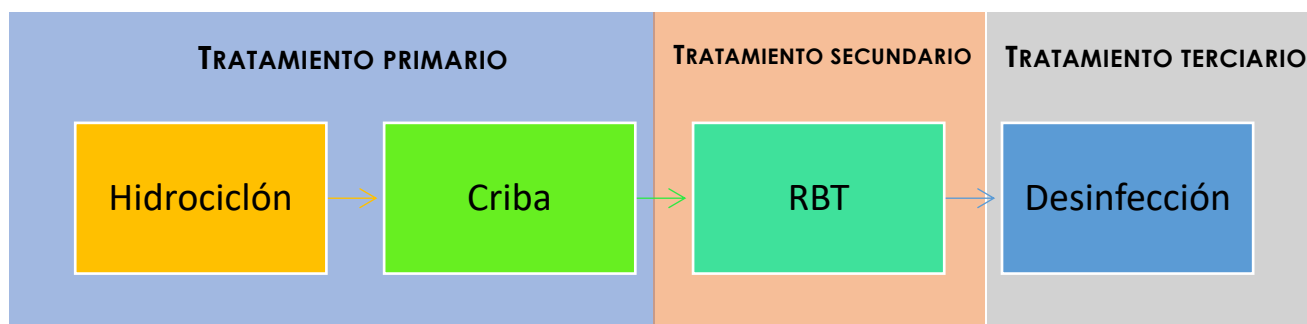 TRATAMIENTO PRIMARIO
TRATAMIENTO SECUNDARIO
TRATAMIENTO TERCIARIO
Hidrociclón
Criba
RBT
Desinfección